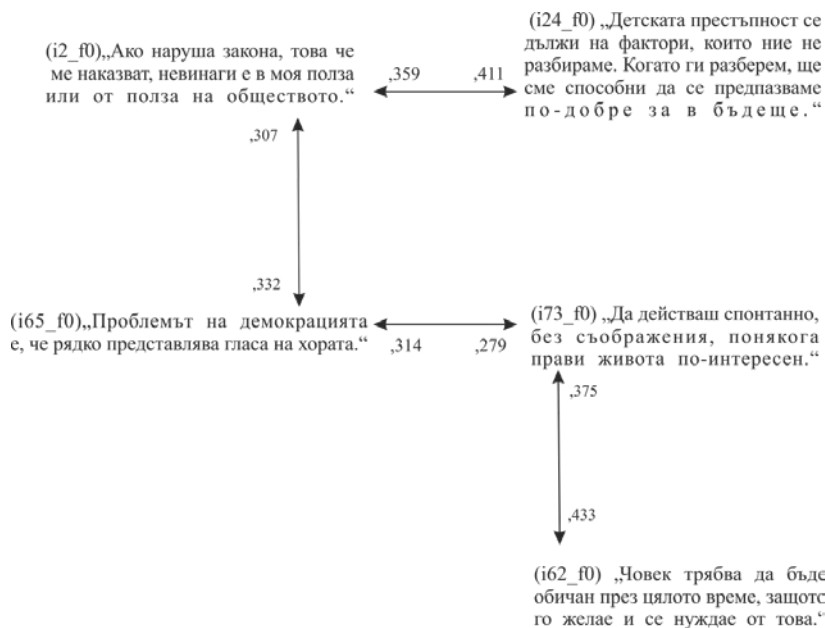 (i2_f0)„Ако наруша закона, това че
ме наказват, невинаги е в моя полза
или от полза на обществото.“
,359 ,411
(i24_f0) „Детската престъпност се
дължи на фактори, които ние не
разбираме. Когато ги разберем, ще
сме способни да се предпазваме
по-добре за в бъдеще.“
,307
,332
(i65_f0)„Проблемът на демокрацията
е, че рядко представлява гласа на хората.“
,314 ,279
(i73_f0) „Да действаш спонтанно,
без съображения, понякога
прави живота по-интересен.“
,375
,433
(i62_f0) „Човек трябва да бъде
обичан през цялото време, защото
го желае и се нуждае от това.“